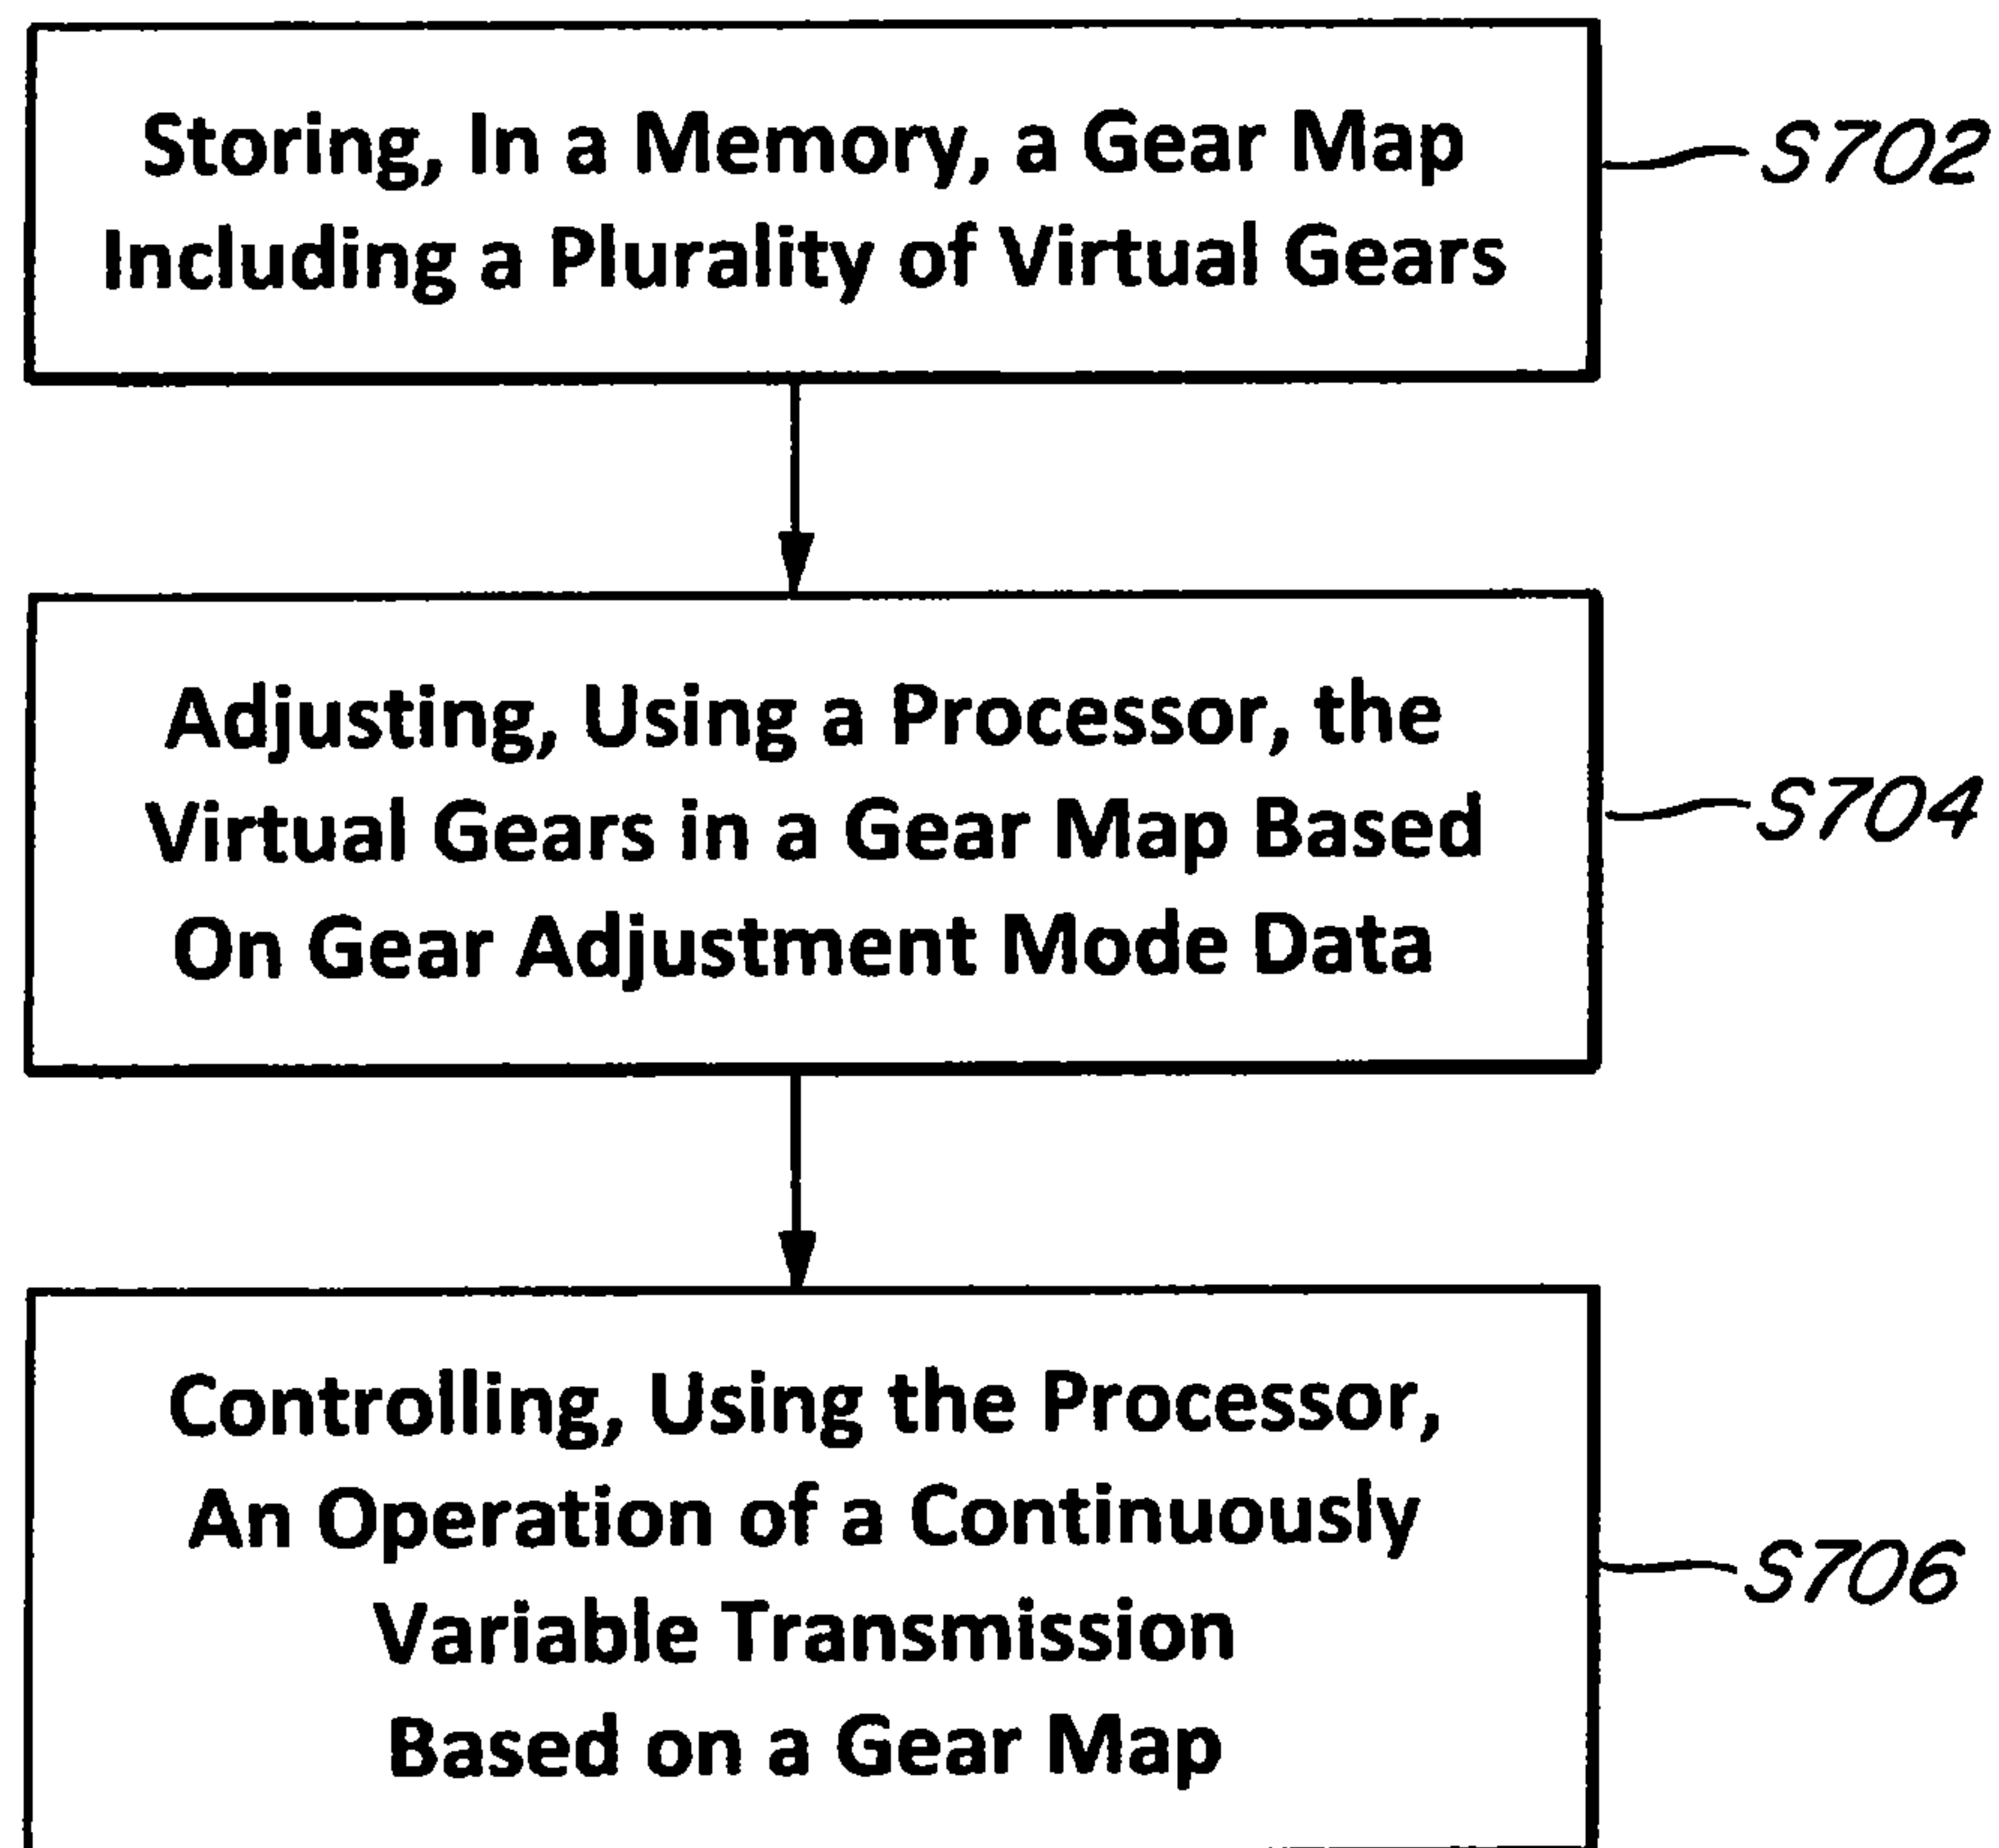 Storing, In a Memory, a Gear Map
Including a Plurality of Virtual Gears
S702
Adjusting, Using a Processor, the
Virtual Gears in a Gear Map Based
On Gear Adjustment Mode Data
S704
Controlling, Using the Processor,
An Operation of a Continuously
Variable Transmission
Based on a Gear Map
S706